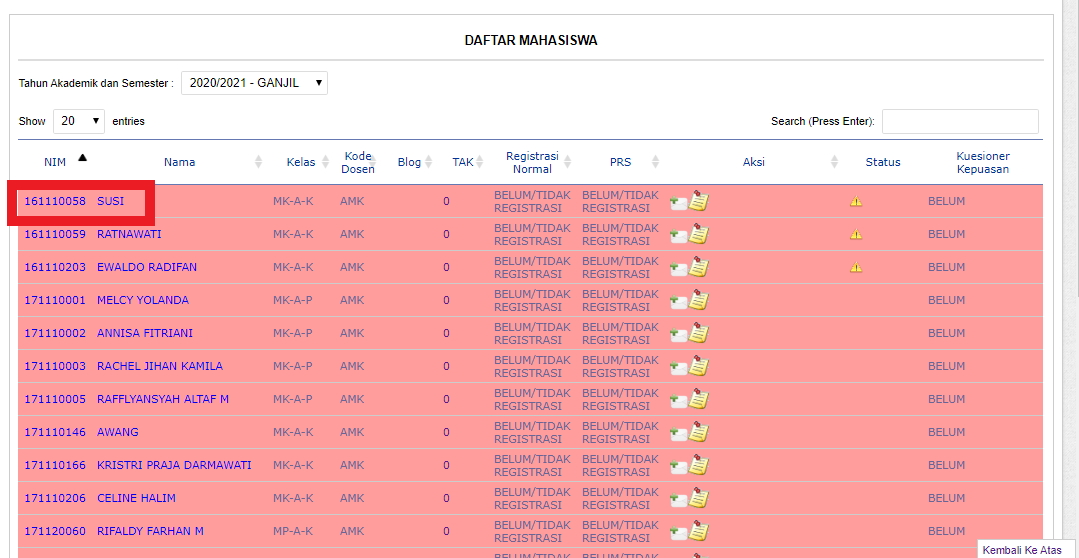 DAFTAR MAHASISWA
Tahun Akademik dan Semester : 2020/2021 - GANJIL
Show 20 entries Search (Press Enter):
NIM Nama Kelas Kode Dosen Blog TAK Registrasi Normal PRS Aksi Status Kuesioner Kepuasan
161110058 SUSI MK-A-K AMK 0 BELUM/TIDAK REGISTRASI BELUM/TIDAK REGISTRASI BELUM
161110059 RATNAWATI MK-A-K AMK 0 BELUM/TIDAK REGISTRASI BELUM/TIDAK REGISTRASI BELUM
161110203 EWALDO RADIFAN MK-A-K AMK 0 BELUM/TIDAK REGISTRASI BELUM/TIDAK REGISTRASI BELUM
171110001 MELCY YOLANDA MK-A-P AMK 0 BELUM/TIDAK REGISTRASI BELUM/TIDAK REGISTRASI BELUM
171110002 ANNISA FITRIANI MK-A-P AMK 0 BELUM/TIDAK REGISTRASI BELUM/TIDAK REGISTRASI BELUM
171110003 RACHEL JIHAN KAMILA MK-A-P AMK 0 BELUM/TIDAK REGISTRASI BELUM/TIDAK REGISTRASI BELUM
171110005 RAFFLYANSYAH ALTAF M MK-A-P AMK 0 BELUM/TIDAK REGISTRASI BELUM/TIDAK REGISTRASI BELUM
171110146 AWANG MK-A-K AMK 0 BELUM/TIDAK REGISTRASI BELUM/TIDAK REGISTRASI BELUM
171110166 KRISTRI PRAJA DARMAWATI MK-A-K AMK 0 BELUM/TIDAK REGISTRASI BELUM/TIDAK REGISTRASI BELUM
171110206 CELINE HALIM MK-A-K AMK 0 BELUM/TIDAK REGISTRASI BELUM/TIDAK REGISTRASI BELUM
171120060 RIFALDY FARHAN M MP-A-K AMK 0 BELUM/TIDAK REGISTRASI BELUM/TIDAK REGISTRASI BELUM
Kembali Ke Atas